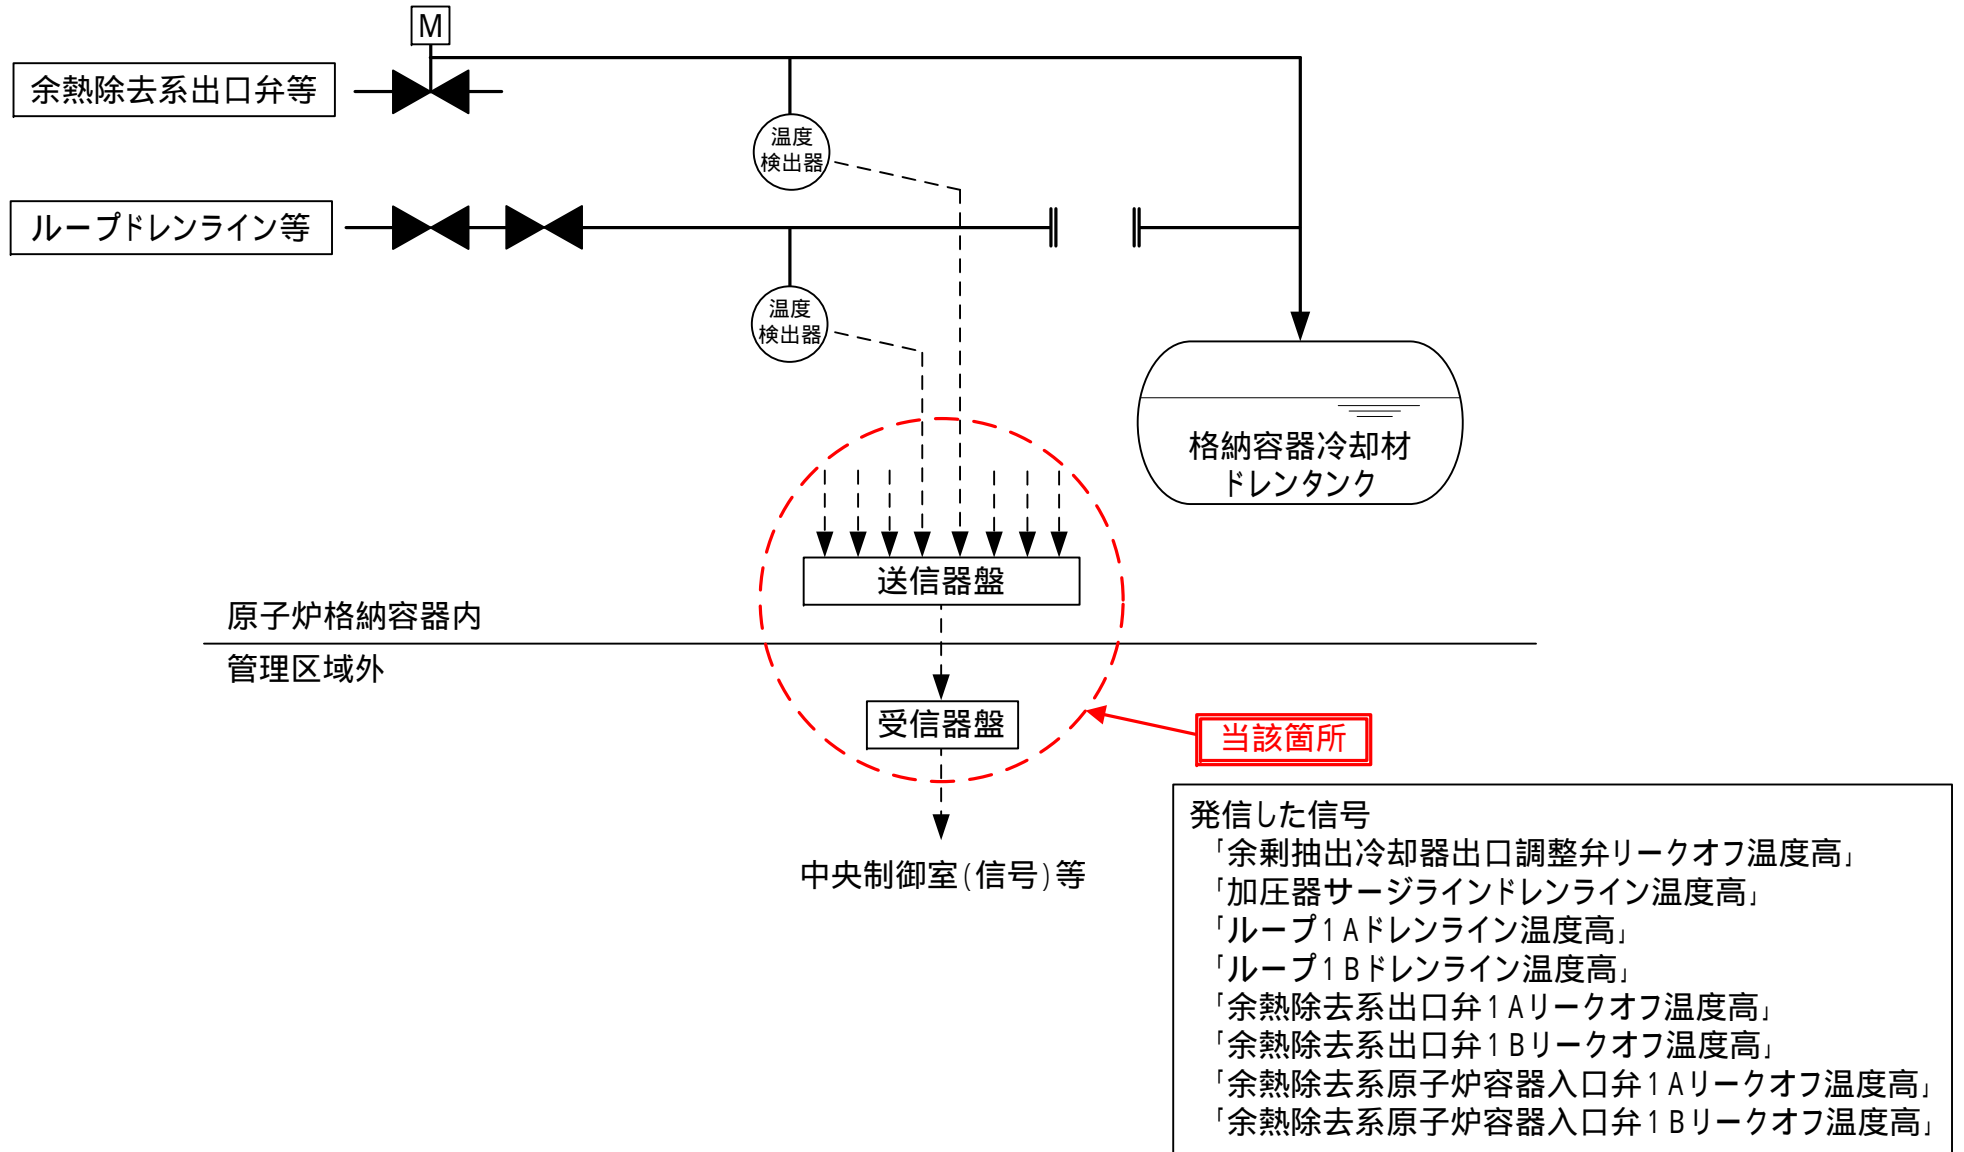 M
余熱除去系出口弁等
温度
検出器
ループドレンライン等
温度
検出器
格納容器冷却材
ドレンタンク
送信器盤
原子炉格納容器内
管理区域外
受信器盤
当該箇所
中央制御室(信号)等
発信した信号
「余剰抽出冷却器出口調整弁リークオフ温度高」
「加圧器サージラインドレンライン温度高」
「ループ1Aドレンライン温度高」
「ループ1Bドレンライン温度高」
「余熱除去系出口弁1Aリークオフ温度高」
「余熱除去系出口弁1Bリークオフ温度高」
「余熱除去系原子炉容器入口弁1Aリークオフ温度高」
「余熱除去系原子炉容器入口弁1Bリークオフ温度高」